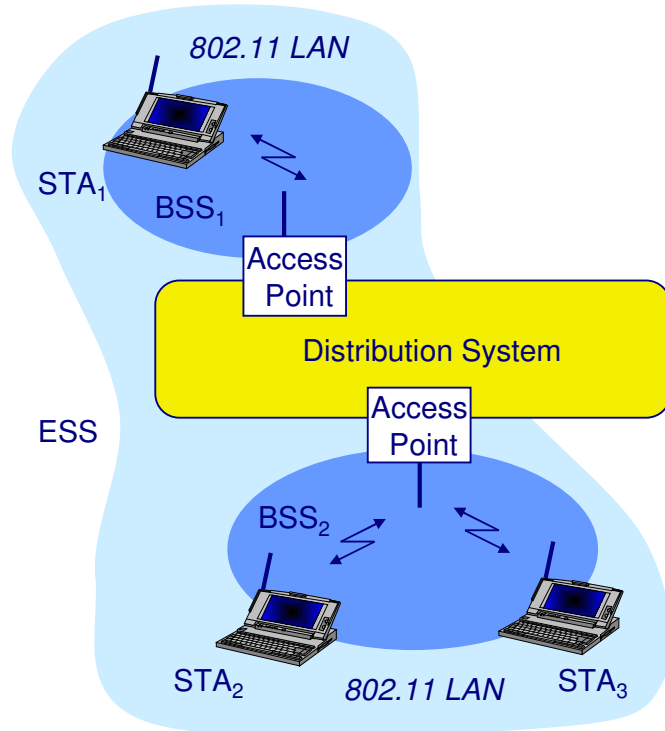 802.11 LAN
STA₁
BSS₁
Access
Point
Distribution System
Access
Point
ESS
BSS₂
STA₂
802.11 LAN
STA₃